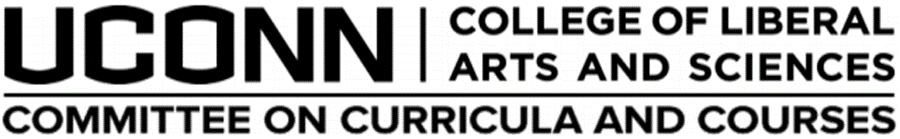 UCONN
COLLEGE OF LIBERAL
ARTS AND SCIENCES
COMMITTEE ON CURRICULA AND COURSES